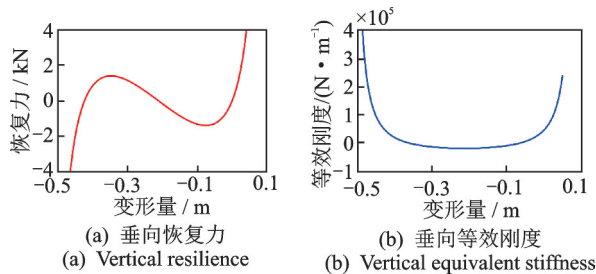 4
2
0
−2
−4
−0.5
−0.3
−0.1
0.1
恢复力 / kN
变形量 / m
(a) 垂向恢复力
(a) Vertical resilience
×10⁵
4
3
2
1
0
−1
−0.5
−0.3
−0.1
0.1
等效刚度/(N·m⁻¹)
变形量 / m
(b) 垂向等效刚度
(b) Vertical equivalent stiffness